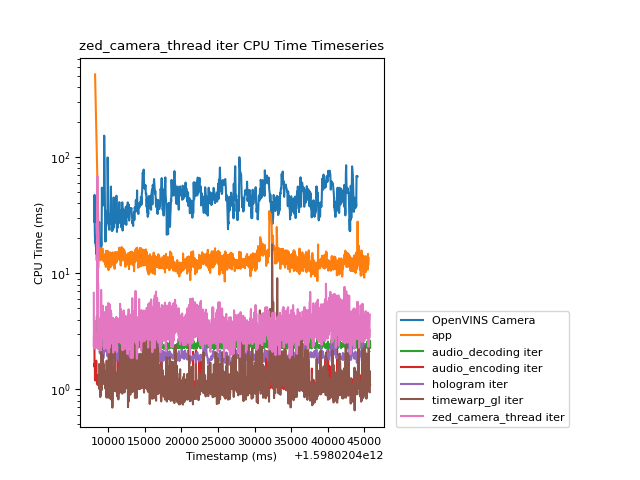 zed_camera_thread iter CPU Time Timeseries
CPU Time (ms)
10²
10¹
10⁰
10000 15000 20000 25000 30000 35000 40000 45000
Timestamp (ms)
+1.5980204e12
OpenVINS Camera
app
audio_decoding iter
audio_encoding iter
hologram iter
timewarp_gl iter
zed_camera_thread iter